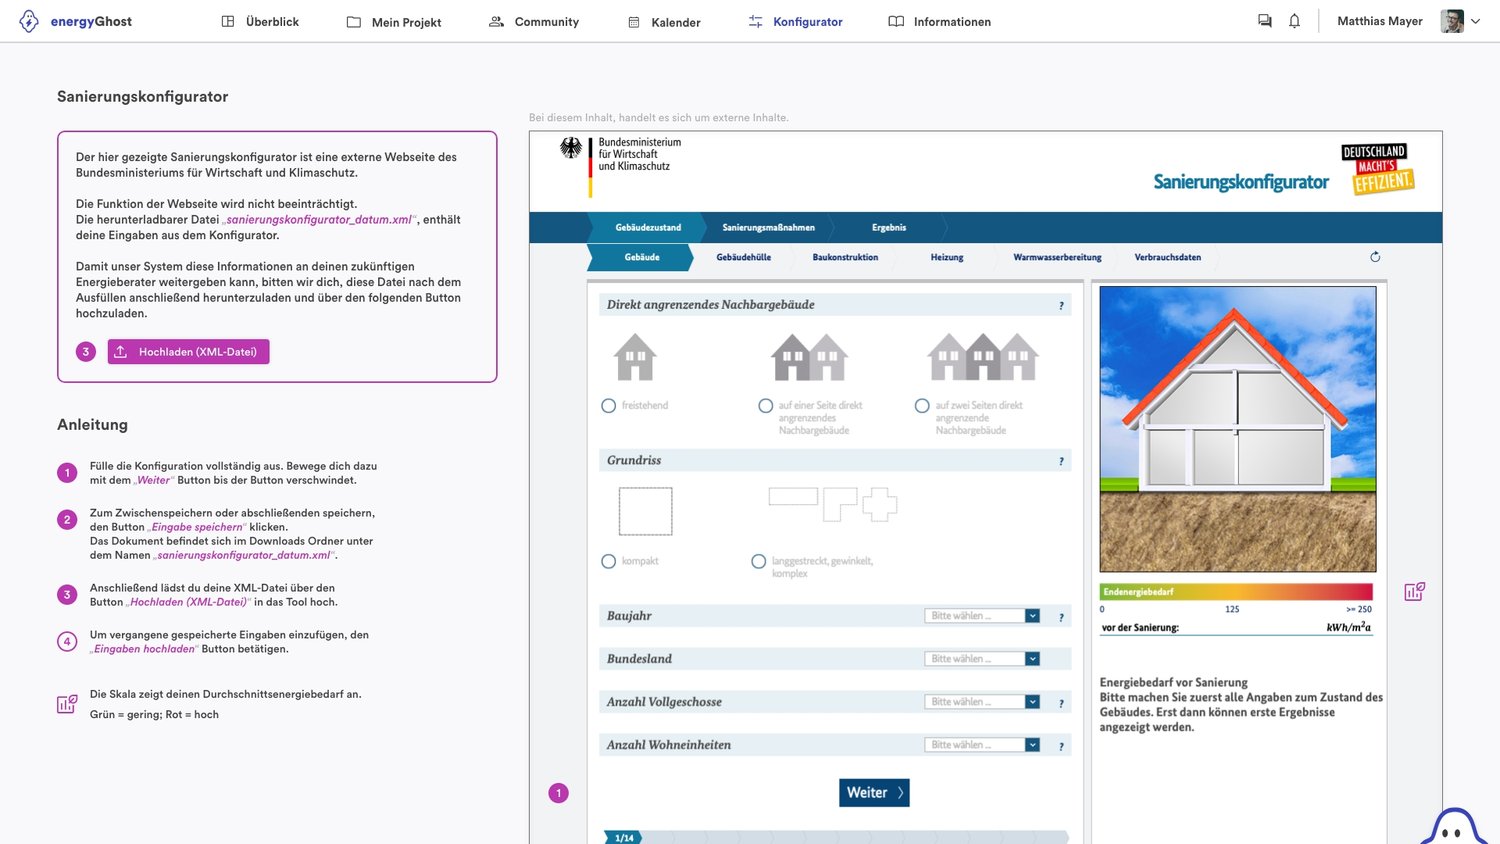 energyGhost
Überblick
Mein Projekt
Community
Kalender
Konfigurator
Informationen
Matthias Mayer
Sanierungskonfigurator
Der hier gezeigte Sanierungskonfigurator ist eine externe Webseite des
Bundesministeriums für Wirtschaft und Klimaschutz.
Die Funktion der Webseite wird nicht beeinträchtigt.
Die herunterladbarer Datei „sanierungskonfigurator_datum.xml“, enthält
deine Eingaben aus dem Konfigurator.
Damit unser System diese Informationen an deinen zukünftigen
Energieberater weitergeben kann, bitten wir dich, diese Datei nach dem
Ausfüllen anschließend herunterzuladen und über den folgenden Button
hochzuladen.
3 Hochladen (XML-Datei)
Anleitung
1 Fülle die Konfiguration vollständig aus. Bewege dich dazu
mit dem „Weiter“ Button bis der Button verschwindet.
2 Zum Zwischenspeichern oder abschließenden speichern,
den Button „Eingabe speichern“ klicken.
Das Dokument befindet sich im Downloads Ordner unter
dem Namen „sanierungskonfigurator_datum.xml“.
3 Anschließend lädst du deine XML-Datei über den
Button „Hochladen (XML-Datei)“ in das Tool hoch.
4 Um vergangene gespeicherte Eingaben einzufügen, den
„Eingaben hochladen“ Button betätigen.
Die Skala zeigt deinen Durchschnittsenergiebedarf an.
Grün = gering; Rot = hoch
Bei diesem Inhalt, handelt es sich um externe Inhalte.
Bundesministerium
für Wirtschaft
und Klimaschutz
Sanierungskonfigurator
DEUTSCHLAND
MACHT'S
EFFIZIENT.
Gebäudezustand
Sanierungsmaßnahmen
Ergebnis
Gebäude
Gebäudehülle
Baukonstruktion
Heizung
Warmwasserbereitung
Verbrauchsdaten
Direkt angrenzendes Nachbargebäude ?
freistehend
auf einer Seite direkt
angrenzendes
Nachbargebäude
auf zwei Seiten direkt
angrenzende
Nachbargebäude
Grundriss ?
kompakt
langgestreckt, gewinkelt,
komplex
Baujahr Bitte wählen ... ?
Bundesland Bitte wählen ...
Anzahl Vollgeschosse Bitte wählen ... ?
Anzahl Wohneinheiten Bitte wählen ... ?
1 Weiter
1/14
Endenergiebedarf
0 125 >= 250
vor der Sanierung: kWh/m²a
Energiebedarf vor Sanierung
Bitte machen Sie zuerst alle Angaben zum Zustand des
Gebäudes. Erst dann können erste Ergebnisse
angezeigt werden.